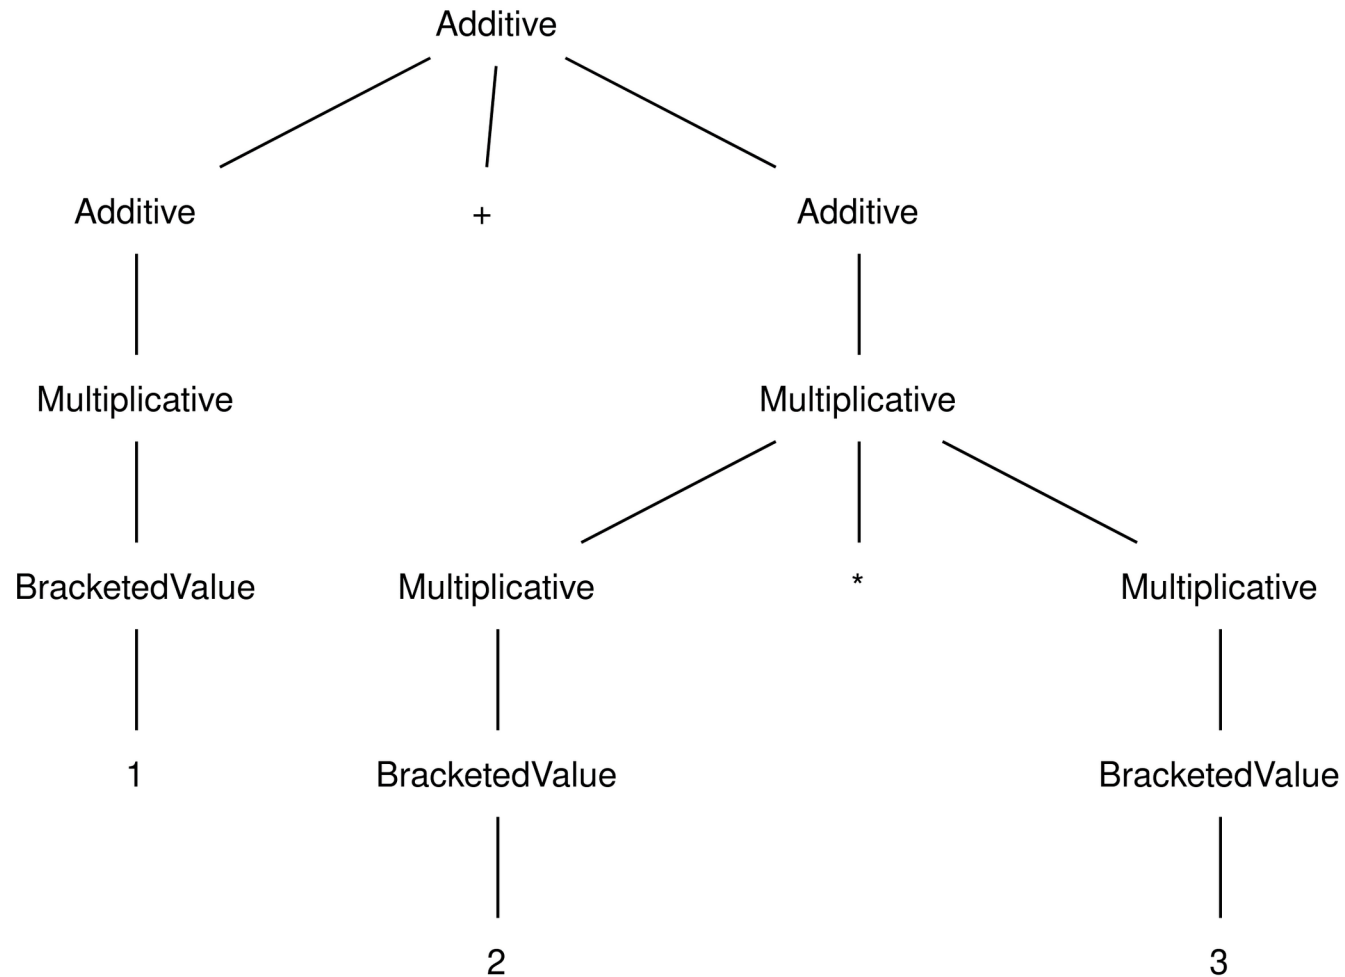 Additive
Additive + Additive
Multiplicative Multiplicative
BracketedValue Multiplicative * Multiplicative
1 BracketedValue BracketedValue
2 3